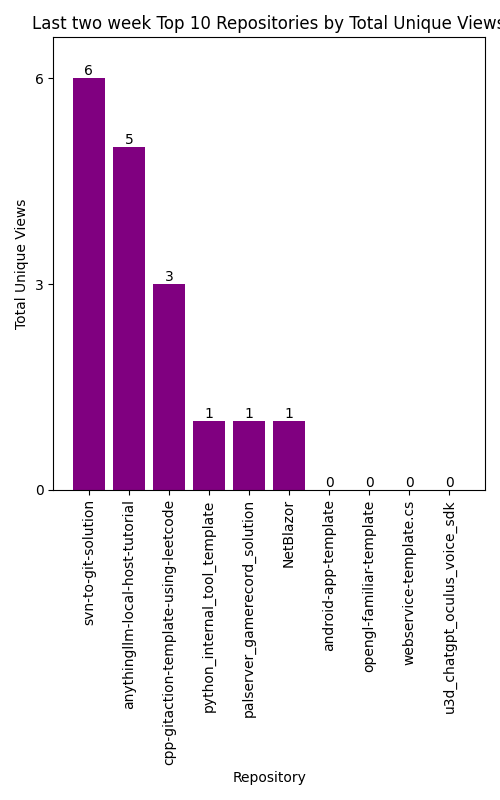 Last two week Top 10 Repositories by Total Unique Views
6
5
3
1
1
1
0
0
0
0
6
3
0
Total Unique Views
svn-to-git-solution
anythingllm-local-host-tutorial
cpp-gitaction-template-using-leetcode
python_internal_tool_template
palserver_gamerecord_solution
NetBlazor
android-app-template
opengl-familiar-template
webservice-template.cs
u3d_chatgpt_oculus_voice_sdk
Repository